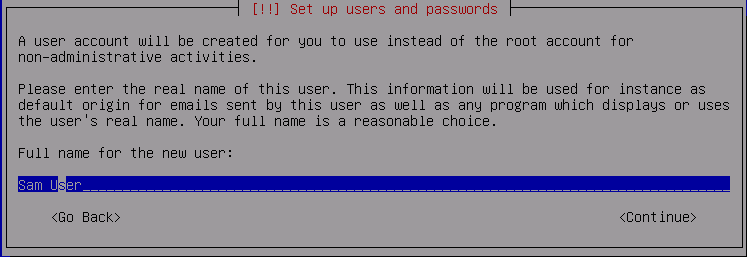 [!!] Set up users and passwords
A user account will be created for you to use instead of the root account for
non-administrative activities.
Please enter the real name of this user. This information will be used for instance as
default origin for emails sent by this user as well as any program which displays or uses
the user's real name. Your full name is a reasonable choice.
Full name for the new user:
Sam User
<Go Back> <Continue>